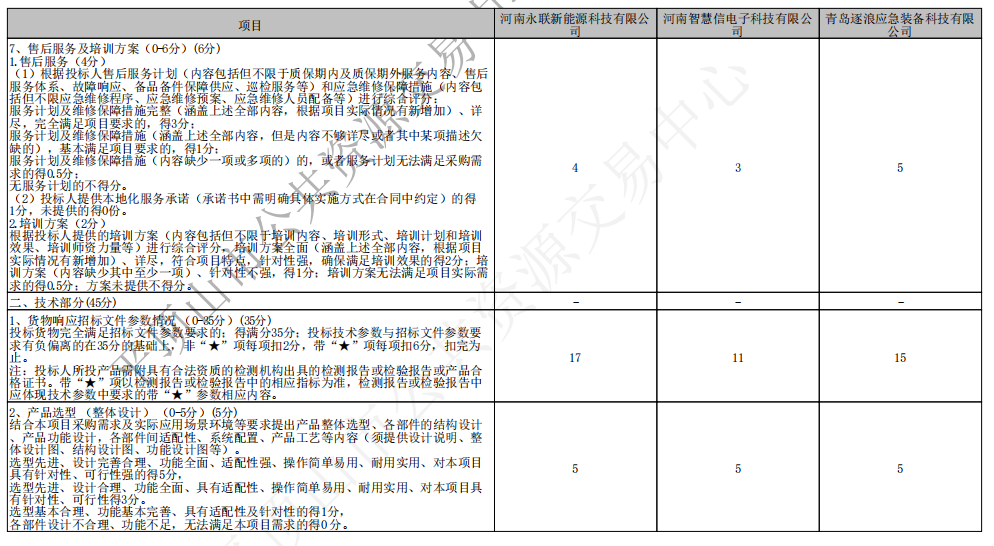 项目
河南永联新能源科技有限公
司
河南智慧信电子科技有限公
司
青岛逐浪应急装备科技有限
公司
7、售后服务及培训方案（0-6分）(6分)
1.售后服务（4分）
（1）根据投标人售后服务计划（内容包括但不限于质保期内及质保期外服务内容、售后
服务体系、故障响应、备品备件保障供应、巡检服务等）和应急维修保障措施（内容包
括但不限应急维修程序、应急维修预案、应急维修人员配备等）进行综合评分；
服务计划及维修保障措施完整（涵盖上述全部内容，根据项目实际情况有新增加）、详
尽，完全满足项目要求的，得3分；
服务计划及维修保障措施（涵盖上述全部内容，但是内容不够详尽或者其中某项描述欠
缺的），基本满足项目要求的，得1分；
服务计划及维修保障措施（内容缺少一项或多项的）的，或者服务计划无法满足采购需
求的得0.5分；
无服务计划的不得分。
（2）投标人提供本地化服务承诺（承诺书中需明确具体实施方式在合同中约定）的得
1分，未提供的得0份。
2.培训方案（2分）
根据投标人提供的培训方案（内容包括但不限于培训内容、培训形式、培训计划和培训
效果、培训师资力量等）进行综合评分，培训方案全面（涵盖上述全部内容，根据项目
实际情况有新增加）、详尽，符合项目特点，针对性强，确保满足培训效果的得2分；培
训方案（内容缺少其中至少一项）、针对性不强，得1分；培训方案无法满足项目实际需
求的得0.5分；方案未提供不得分。
4
3
5
二、技术部分(45分)
-
-
-
1、货物响应招标文件参数情况（0-35分）(35分)
投标货物完全满足招标文件参数要求的；得满分35分；投标技术参数与招标文件参数要
求有负偏离的在35分的基础上，非“★”项每项扣2分，带“★”项每项扣6分，扣完为
止。
注：投标人所投产品需附具有合法资质的检测机构出具的检测报告或检验报告或产品合
格证书。带“★”项以检测报告或检验报告中的相应指标为准，检测报告或检验报告中
应体现技术参数中要求的带“★”参数相应内容。
17
11
15
2、产品选型（整体设计）（0-5分）(5分)
结合本项目采购需求及实际应用场景环境等要求提出产品整体选型、各部件的结构设计
、产品功能设计，各部件间适配性、系统配置、产品工艺等内容（须提供设计说明、整
体设计图、结构设计图、功能设计图等）。
选型先进、设计完善合理、功能全面、适配性强、操作简单易用、耐用实用、对本项目
具有针对性、可行性强的得5分，
选型先进、设计合理、功能全面、具有适配性、操作简单易用、耐用实用、对本项目具
有针对性、可行性得3分。
选型基本合理、功能基本完善、具有适配性及针对性的得1分，
各部件设计不合理、功能不足，无法满足本项目需求的得0分。
5
5
5
平顶山市公共资源交易中心